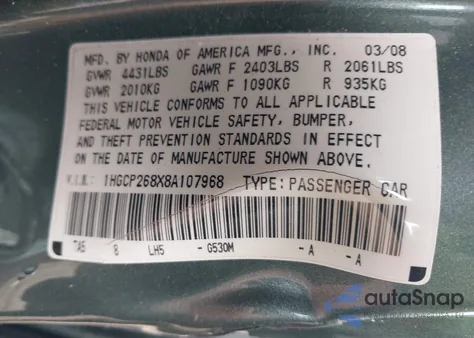 MFD. BY HONDA OF AMERICA MFG., INC. 03/08
GVWR 4431LBS GAWR F 2403LBS R 2061LBS
GVWR 2010KG GAWR F 1090KG R 935KG
THIS VEHICLE CONFORMS TO ALL APPLICABLE
FEDERAL MOTOR VEHICLE SAFETY, BUMPER,
AND THEFT PREVENTION STANDARDS IN EFFECT
ON THE DATE OF MANUFACTURE SHOWN ABOVE.
V.I.N.: 1HGCP268X8A107968 TYPE: PASSENGER CAR
TA5 8 LH5 - G530M - A - A
autoSnap